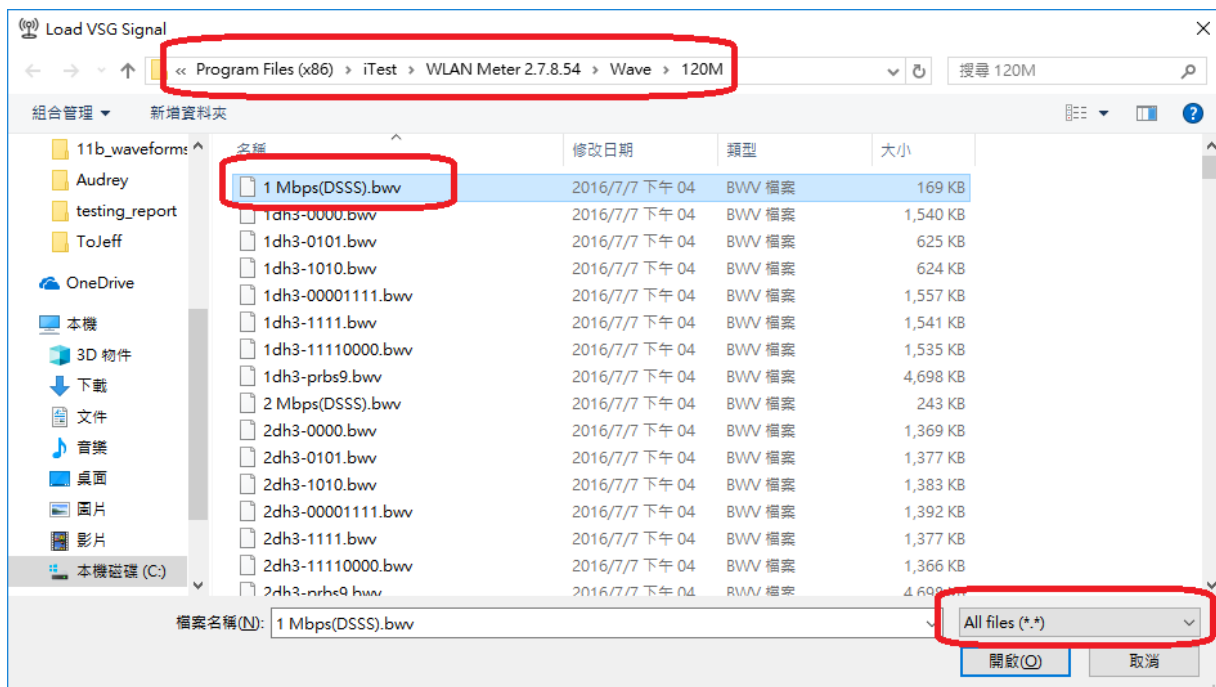 Load VSG Signal
« Program Files (x86) › iTest › WLAN Meter 2.7.8.54 › Wave › 120M
搜尋 120M
組合管理 新增資料夾
11b_waveforms
Audrey
testing_report
ToJeff
OneDrive
本機
3D 物件
下載
文件
音樂
桌面
圖片
影片
本機磁碟 (C:)
名稱 修改日期 類型 大小
1 Mbps(DSSS).bwv 2016/7/7 下午 04 BWV 檔案 169 KB
1dh3-0000.bwv 2016/7/7 下午 04 BWV 檔案 1,540 KB
1dh3-0101.bwv 2016/7/7 下午 04 BWV 檔案 625 KB
1dh3-1010.bwv 2016/7/7 下午 04 BWV 檔案 624 KB
1dh3-00001111.bwv 2016/7/7 下午 04 BWV 檔案 1,557 KB
1dh3-1111.bwv 2016/7/7 下午 04 BWV 檔案 1,541 KB
1dh3-11110000.bwv 2016/7/7 下午 04 BWV 檔案 1,535 KB
1dh3-prbs9.bwv 2016/7/7 下午 04 BWV 檔案 4,698 KB
2 Mbps(DSSS).bwv 2016/7/7 下午 04 BWV 檔案 243 KB
2dh3-0000.bwv 2016/7/7 下午 04 BWV 檔案 1,369 KB
2dh3-0101.bwv 2016/7/7 下午 04 BWV 檔案 1,377 KB
2dh3-1010.bwv 2016/7/7 下午 04 BWV 檔案 1,383 KB
2dh3-00001111.bwv 2016/7/7 下午 04 BWV 檔案 1,392 KB
2dh3-1111.bwv 2016/7/7 下午 04 BWV 檔案 1,377 KB
2dh3-11110000.bwv 2016/7/7 下午 04 BWV 檔案 1,366 KB
2dh3-prbs9.bwv 2016/7/7 下午 04 BWV 檔案 4,698
檔案名稱(N): 1 Mbps(DSSS).bwv All files (*.*)
開啟(O) 取消